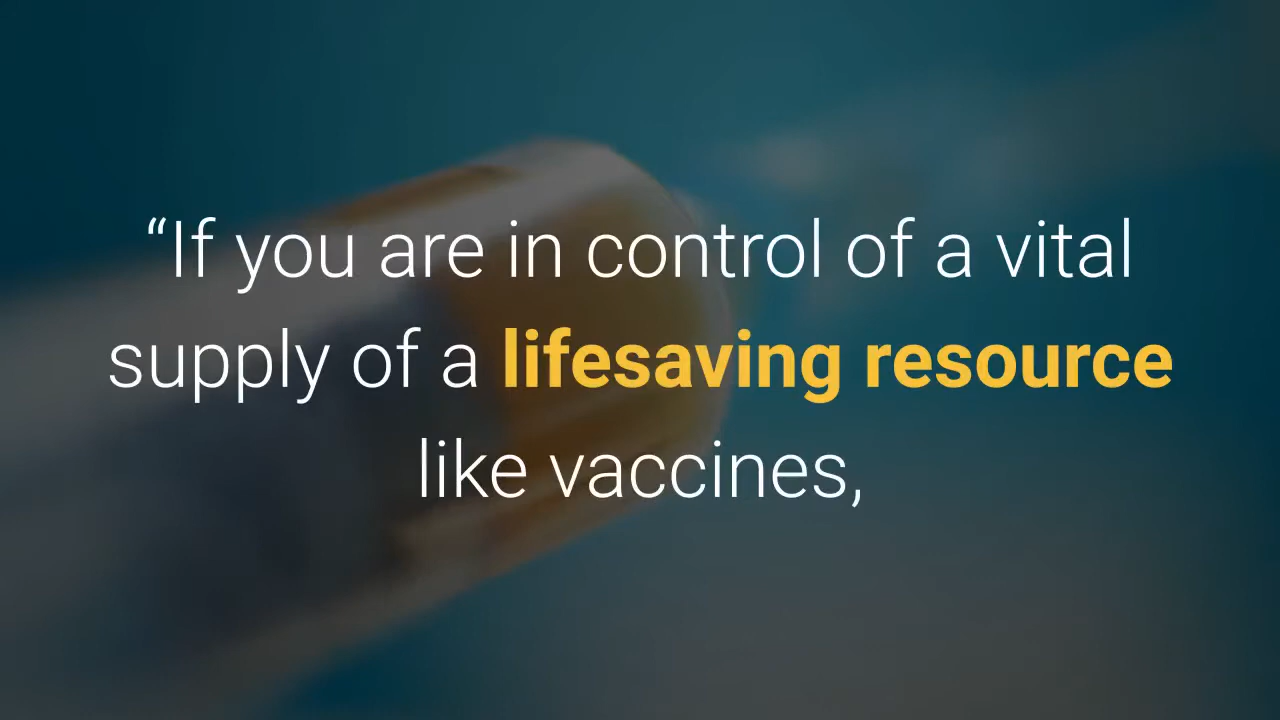 “If you are in control of a vital
supply of a lifesaving resource
like vaccines,